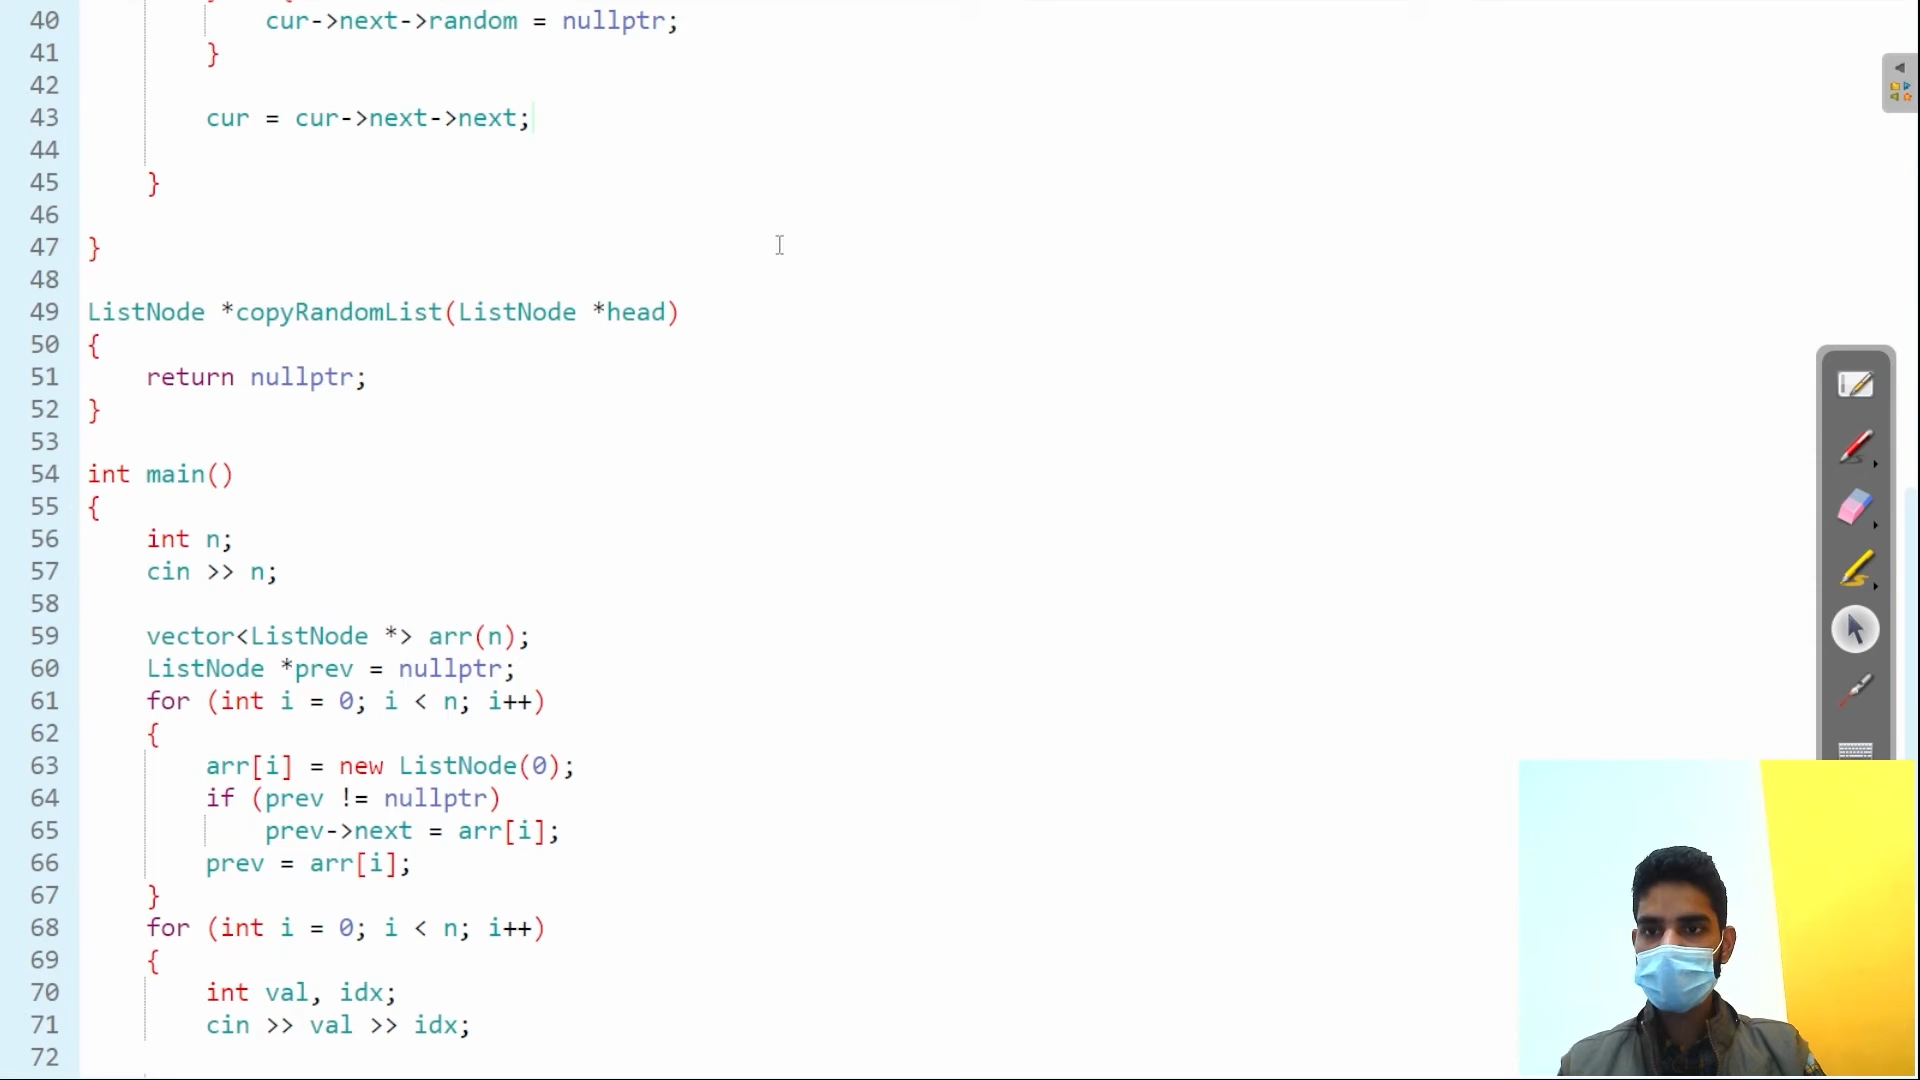 40 cur->next->random = nullptr;
41 }
42
43 cur = cur->next->next;
44
45 }
46
47 }
48
49 ListNode *copyRandomList(ListNode *head)
50 {
51 return nullptr;
52 }
53
54 int main()
55 {
56 int n;
57 cin >> n;
58
59 vector<ListNode *> arr(n);
60 ListNode *prev = nullptr;
61 for (int i = 0; i < n; i++)
62 {
63 arr[i] = new ListNode(0);
64 if (prev != nullptr)
65 prev->next = arr[i];
66 prev = arr[i];
67 }
68 for (int i = 0; i < n; i++)
69 {
70 int val, idx;
71 cin >> val >> idx;
72